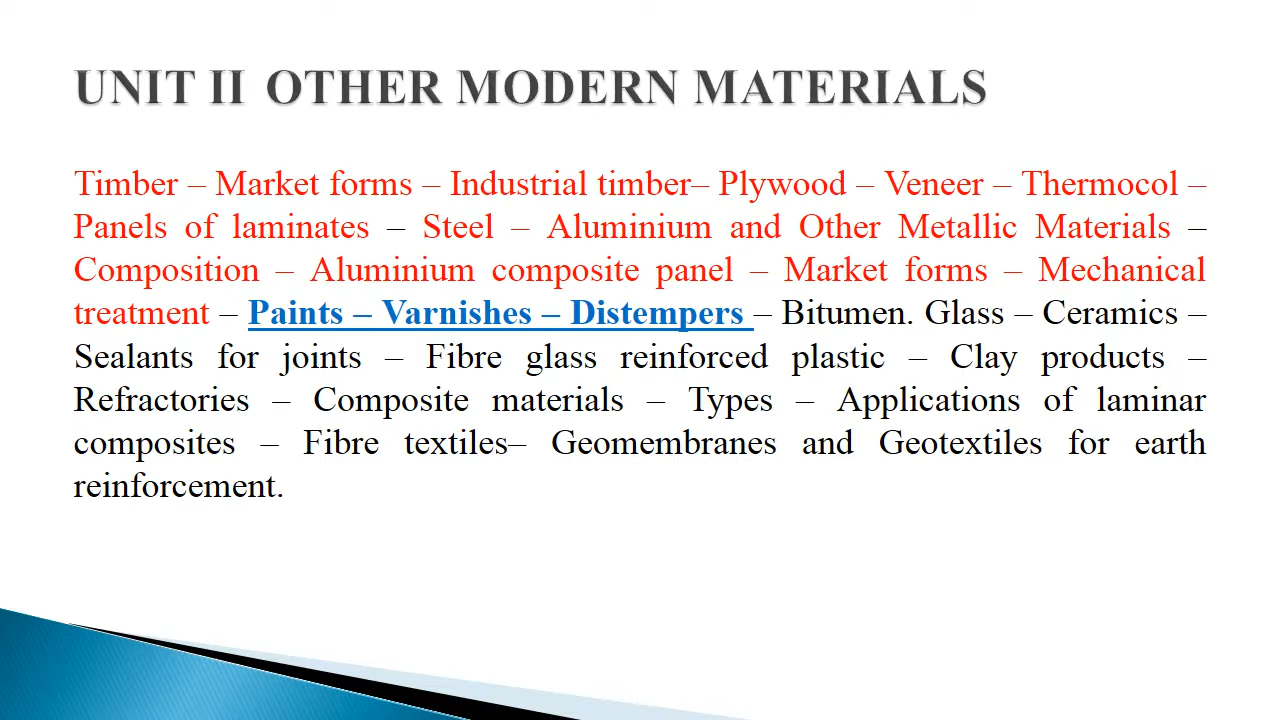 UNIT II OTHER MODERN MATERIALS
Timber – Market forms – Industrial timber– Plywood – Veneer – Thermocol –
Panels of laminates – Steel – Aluminium and Other Metallic Materials –
Composition – Aluminium composite panel – Market forms – Mechanical
treatment – Paints – Varnishes – Distempers – Bitumen. Glass – Ceramics –
Sealants for joints – Fibre glass reinforced plastic – Clay products –
Refractories – Composite materials – Types – Applications of laminar
composites – Fibre textiles– Geomembranes and Geotextiles for earth
reinforcement.